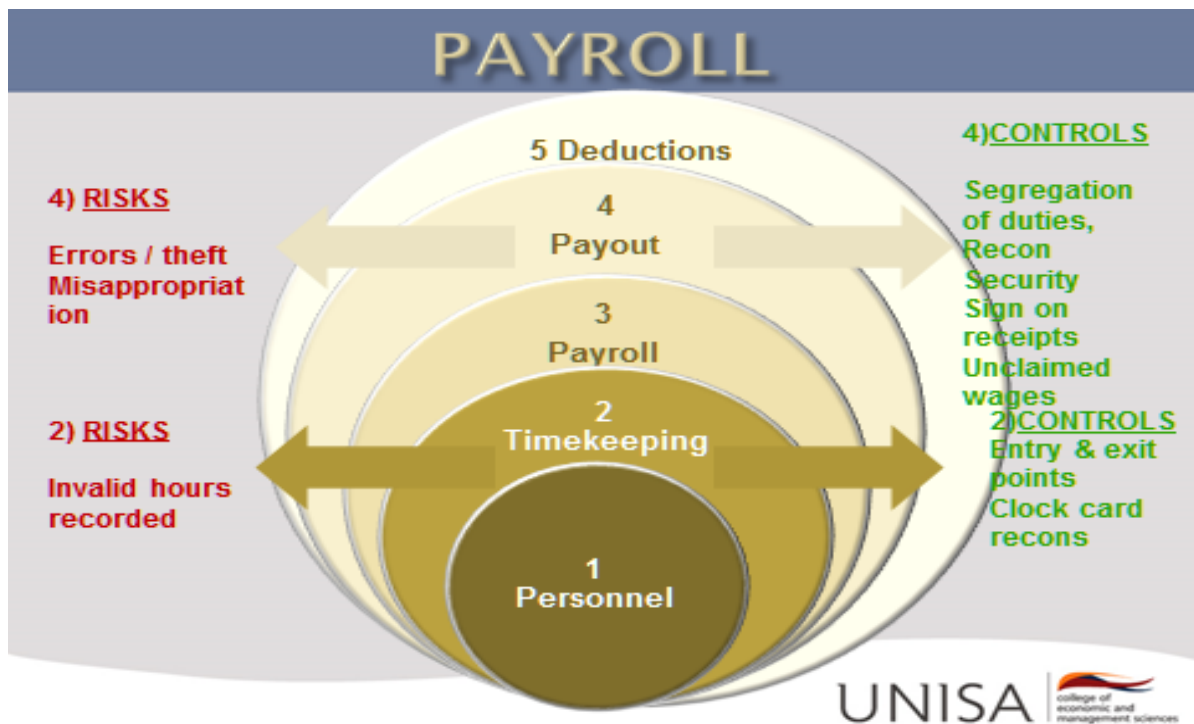 PAYROLL
5 Deductions
4
Payout
3
Payroll
2
Timekeeping
1
Personnel
4) RISKS
Errors / theft
Misappropriat
ion
2) RISKS
Invalid hours
recorded
4)CONTROLS
Segregation
of duties,
Recon
Security
Sign on
receipts
Unclaimed
wages
2)CONTROLS
Entry & exit
points
Clock card
recons
UNISA
college of
economic and
management sciences